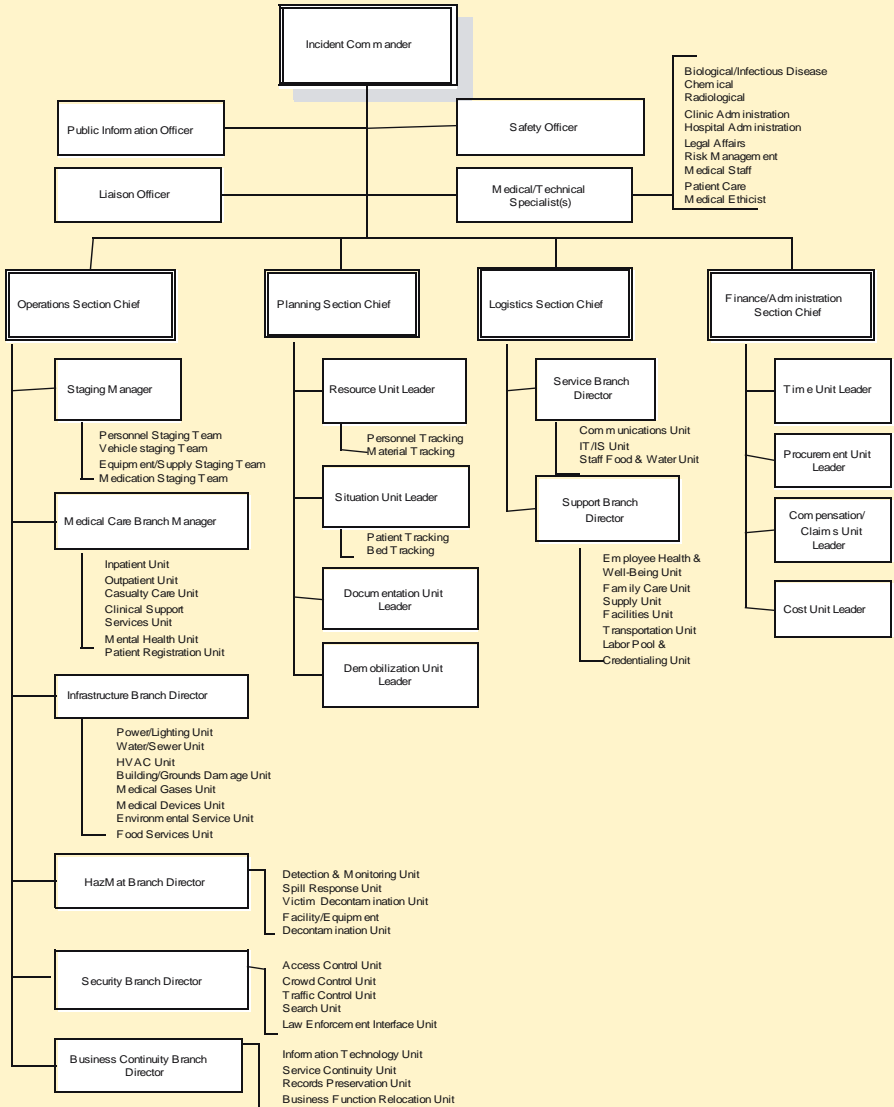 Incident Commander
Biological/Infectious Disease
Chemical
Radiological
Clinic Administration
Hospital Administration
Legal Affairs
Risk Management
Medical Staff
Patient Care
Medical Ethicist
Public Information Officer
Safety Officer
Liaison Officer
Medical/Technical
Specialist(s)
Operations Section Chief
Planning Section Chief
Logistics Section Chief
Finance/Administration
Section Chief
Staging Manager
Personnel Staging Team
Vehicle staging Team
Equipment/Supply Staging Team
Medication Staging Team
Medical Care Branch Manager
Inpatient Unit
Outpatient Unit
Casualty Care Unit
Clinical Support
Services Unit
Mental Health Unit
Patient Registration Unit
Infrastructure Branch Director
Power/Lighting Unit
Water/Sewer Unit
HVAC Unit
Building/Grounds Damage Unit
Medical Gases Unit
Medical Devices Unit
Environmental Service Unit
Food Services Unit
HazMat Branch Director
Detection & Monitoring Unit
Spill Response Unit
Victim Decontamination Unit
Facility/Equipment
Decontamination Unit
Security Branch Director
Access Control Unit
Crowd Control Unit
Traffic Control Unit
Search Unit
Law Enforcement Interface Unit
Business Continuity Branch
Director
Information Technology Unit
Service Continuity Unit
Records Preservation Unit
Business Function Relocation Unit
Resource Unit Leader
Personnel Tracking
Material Tracking
Situation Unit Leader
Patient Tracking
Bed Tracking
Documentation Unit
Leader
Demobilization Unit
Leader
Service Branch
Director
Communications Unit
IT/IS Unit
Staff Food & Water Unit
Support Branch
Director
Employee Health &
Well-Being Unit
Family Care Unit
Supply Unit
Facilities Unit
Transportation Unit
Labor Pool &
Credentialing Unit
Time Unit Leader
Procurement Unit
Leader
Compensation/
Claims Unit
Leader
Cost Unit Leader